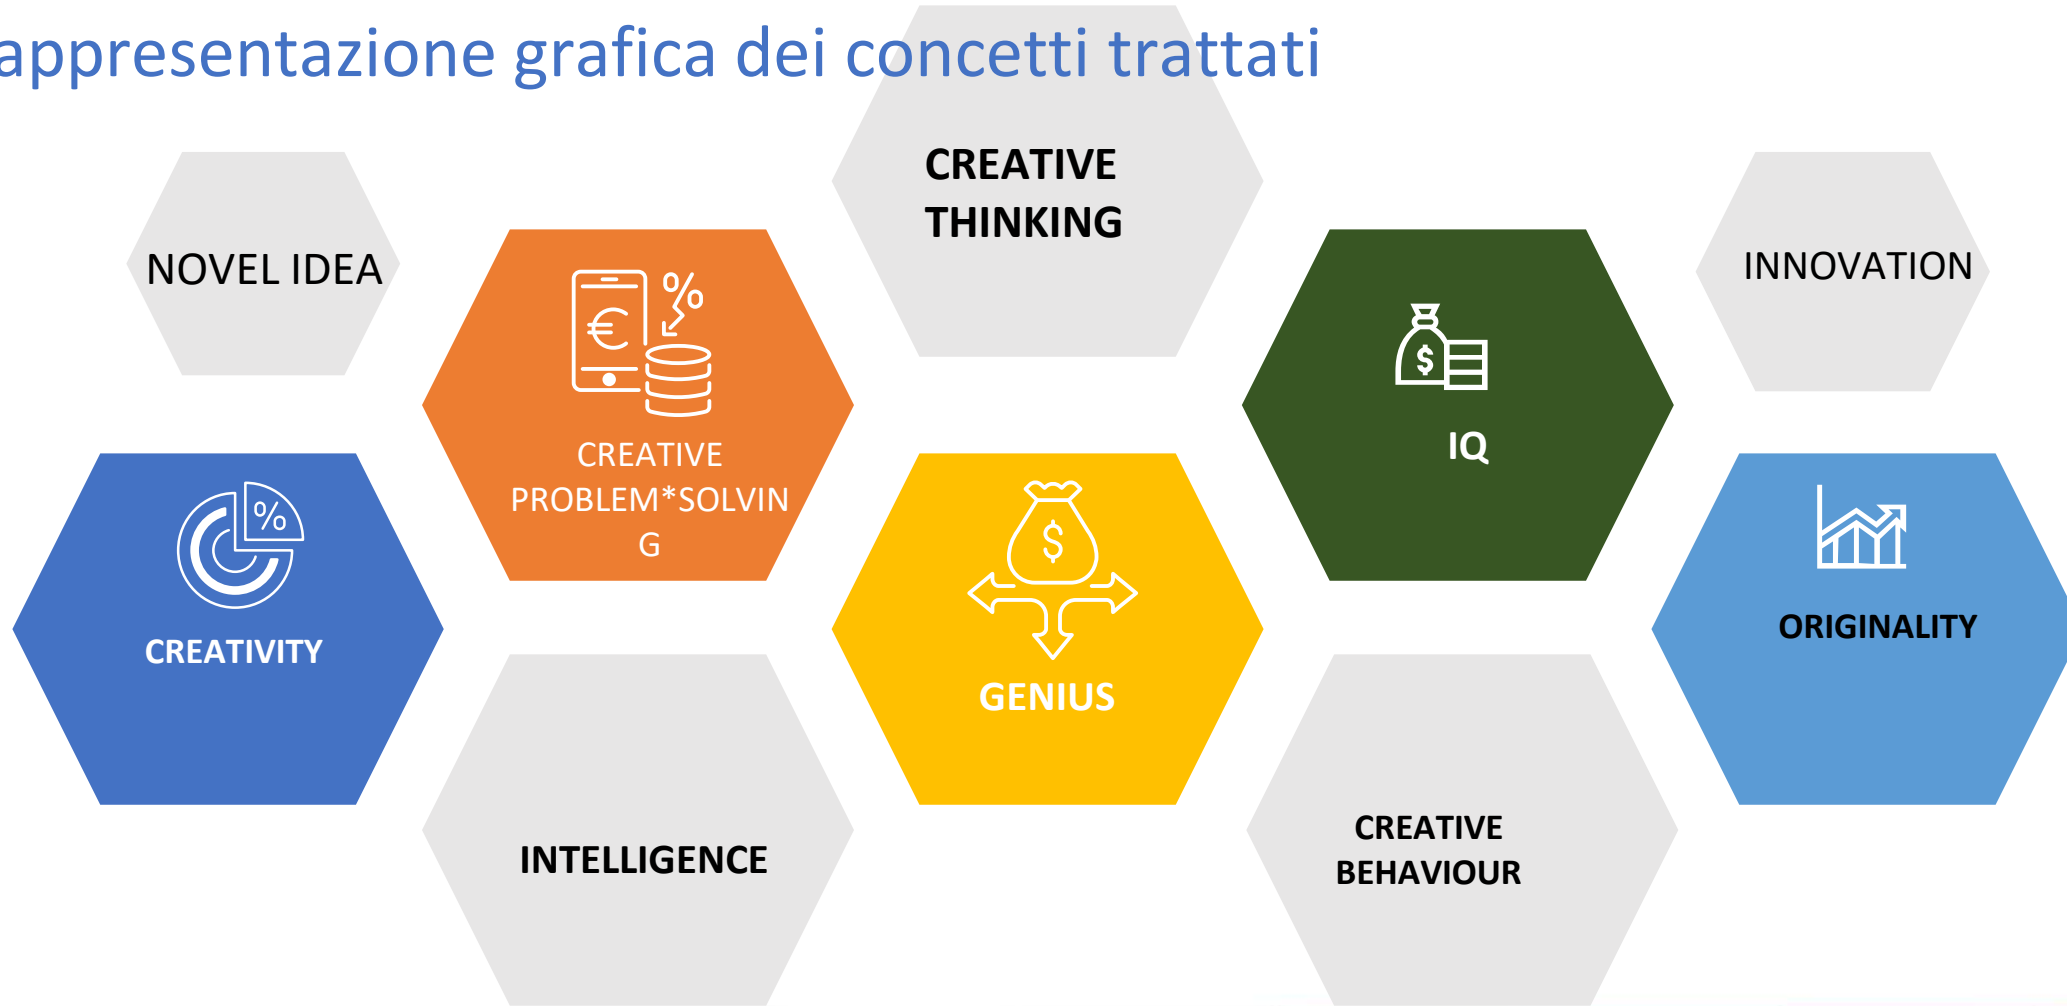 appresentazione grafica dei concetti trattati
CREATIVE
THINKING
NOVEL IDEA
INNOVATION
%
€
CREATIVE
PROBLEM*SOLVIN
G
$
IQ
%
CREATIVITY
$
GENIUS
ORIGINALITY
INTELLIGENCE
CREATIVE
BEHAVIOUR